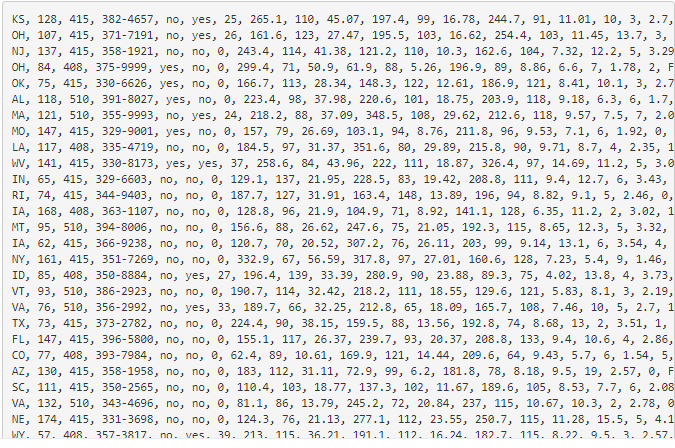 KS, 128, 415, 382-4657, no, yes, 25, 265.1, 110, 45.07, 197.4, 99, 16.78, 244.7, 91, 11.01, 10, 3, 2.7,
OH, 107, 415, 371-7191, no, yes, 26, 161.6, 123, 27.47, 195.5, 103, 16.62, 254.4, 103, 11.45, 13.7, 3,
NJ, 137, 415, 358-1921, no, no, 0, 243.4, 114, 41.38, 121.2, 110, 10.3, 162.6, 104, 7.32, 12.2, 5, 3.29
OH, 84, 408, 375-9999, yes, no, 0, 299.4, 71, 50.9, 61.9, 88, 5.26, 196.9, 89, 8.86, 6.6, 7, 1.78, 2, F
OK, 75, 415, 330-6626, yes, no, 0, 166.7, 113, 28.34, 148.3, 122, 12.61, 186.9, 121, 8.41, 10.1, 3, 2.7
AL, 118, 510, 391-8027, yes, no, 0, 223.4, 98, 37.98, 220.6, 101, 18.75, 203.9, 118, 9.18, 6.3, 6, 1.7,
MA, 121, 510, 355-9993, no, yes, 24, 218.2, 88, 37.09, 348.5, 108, 29.62, 212.6, 118, 9.57, 7.5, 7, 2.0
MO, 147, 415, 329-9001, yes, no, 0, 157, 79, 26.69, 103.1, 94, 8.76, 211.8, 96, 9.53, 7.1, 6, 1.92, 0,
LA, 117, 408, 335-4719, no, no, 0, 184.5, 97, 31.37, 351.6, 80, 29.89, 215.8, 90, 9.71, 8.7, 4, 2.35, 1
WV, 141, 415, 330-8173, yes, yes, 37, 258.6, 84, 43.96, 222, 111, 18.87, 326.4, 97, 14.69, 11.2, 5, 3.0
IN, 65, 415, 329-6603, no, no, 0, 129.1, 137, 21.95, 228.5, 83, 19.42, 208.8, 111, 9.4, 12.7, 6, 3.43,
RI, 74, 415, 344-9403, no, no, 0, 187.7, 127, 31.91, 163.4, 148, 13.89, 196, 94, 8.82, 9.1, 5, 2.46, 0,
IA, 168, 408, 363-1107, no, no, 0, 128.8, 96, 21.9, 104.9, 71, 8.92, 141.1, 128, 6.35, 11.2, 2, 3.02, 1
MT, 95, 510, 394-8006, no, no, 0, 156.6, 88, 26.62, 247.6, 75, 21.05, 192.3, 115, 8.65, 12.3, 5, 3.32,
IA, 62, 415, 366-9238, no, no, 0, 120.7, 70, 20.52, 307.2, 76, 26.11, 203, 99, 9.14, 13.1, 6, 3.54, 4,
NY, 161, 415, 351-7269, no, no, 0, 332.9, 67, 56.59, 317.8, 97, 27.01, 160.6, 128, 7.23, 5.4, 9, 1.46,
ID, 85, 408, 350-8884, no, yes, 27, 196.4, 139, 33.39, 280.9, 90, 23.88, 89.3, 75, 4.02, 13.8, 4, 3.73,
VT, 93, 510, 386-2923, no, no, 0, 190.7, 114, 32.42, 218.2, 111, 18.55, 129.6, 121, 5.83, 8.1, 3, 2.19,
VA, 76, 510, 356-2992, no, yes, 33, 189.7, 66, 32.25, 212.8, 65, 18.09, 165.7, 108, 7.46, 10, 5, 2.7, 1
TX, 73, 415, 373-2782, no, no, 0, 224.4, 90, 38.15, 159.5, 88, 13.56, 192.8, 74, 8.68, 13, 2, 3.51, 1,
FL, 147, 415, 396-5800, no, no, 0, 155.1, 117, 26.37, 239.7, 93, 20.37, 208.8, 133, 9.4, 10.6, 4, 2.86,
CO, 77, 408, 393-7984, no, no, 0, 62.4, 89, 10.61, 169.9, 121, 14.44, 209.6, 64, 9.43, 5.7, 6, 1.54, 5,
AZ, 130, 415, 358-1958, no, no, 0, 183, 112, 31.11, 72.9, 99, 6.2, 181.8, 78, 8.18, 9.5, 19, 2.57, 0, F
SC, 111, 415, 350-2565, no, no, 0, 110.4, 103, 18.77, 137.3, 102, 11.67, 189.6, 105, 8.53, 7.7, 6, 2.08
VA, 132, 510, 343-4696, no, no, 0, 81.1, 86, 13.79, 245.2, 72, 20.84, 237, 115, 10.67, 10.3, 2, 2.78, 0
NE, 174, 415, 331-3698, no, no, 0, 124.3, 76, 21.13, 277.1, 112, 23.55, 250.7, 115, 11.28, 15.5, 5, 4.1
WY, 57, 408, 357-3817, no, yes, 39, 213, 115, 36.21, 191.1, 112, 16.24, 182.7, 115, 8.22, 9.5, 3, 2.57,